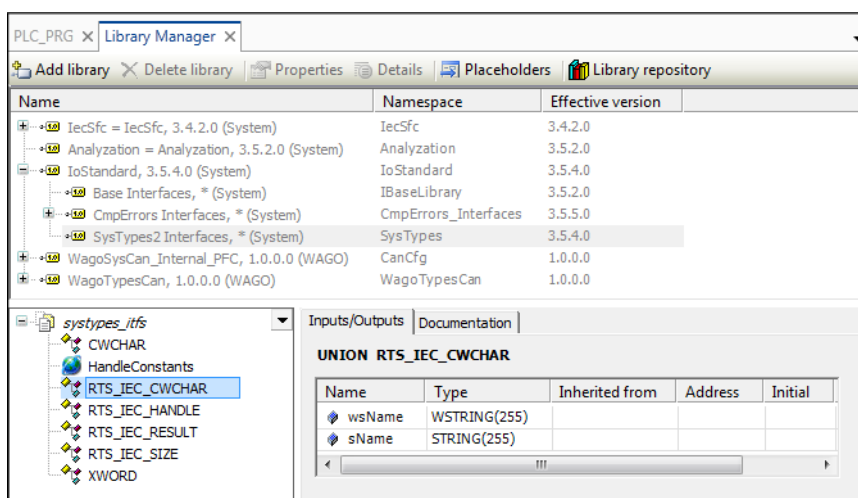 PLC_PRG Library Manager
Add library Delete library Properties Details Placeholders Library repository
Name Namespace Effective version
IecSfc = IecSfc, 3.4.2.0 (System) IecSfc 3.4.2.0
Analyzation = Analyzation, 3.5.2.0 (System) Analyzation 3.5.2.0
IoStandard, 3.5.4.0 (System) IoStandard 3.5.4.0
Base Interfaces, * (System) IBaseLibrary 3.5.2.0
CmpErrors Interfaces, * (System) CmpErrors_Interfaces 3.5.5.0
SysTypes2 Interfaces, * (System) SysTypes 3.5.4.0
WagoSysCan_Internal_PFC, 1.0.0.0 (WAGO) CanCfg 1.0.0.0
WagoTypesCan, 1.0.0.0 (WAGO) WagoTypesCan 1.0.0.0
systypes_itfs
CWCHAR
HandleConstants
RTS_IEC_CWCHAR
RTS_IEC_HANDLE
RTS_IEC_RESULT
RTS_IEC_SIZE
XWORD
Inputs/Outputs Documentation
UNION RTS_IEC_CWCHAR
Name Type Inherited from Address Initial
wsName WSTRING(255)
sName STRING(255)